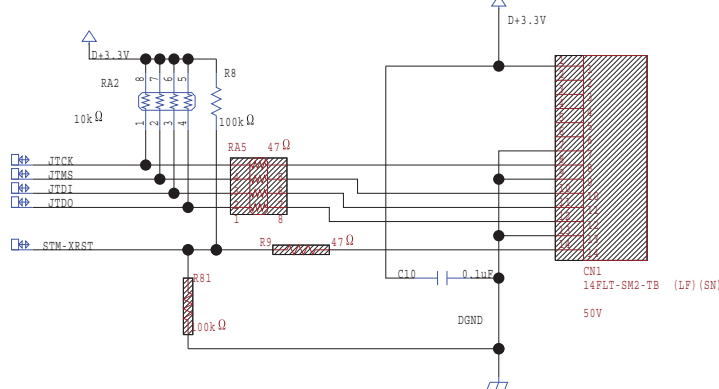 D+3.3V
D+3.3V
RA2
8 7 6 5
R8
10kΩ
1 2 3 4
100kΩ
RA5
47Ω
JTCK
JTMS
JTDI
JTDO
1 8
STM-XRST
R9
47Ω
R81
100kΩ
C10
0.1uF
DGND
CN1
14FLT-SM2-TB (LF)(SN)
50V